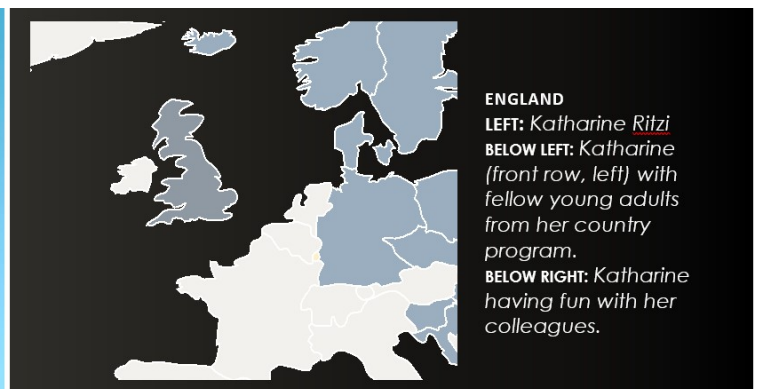 ENGLAND
LEFT: Katharine Ritzi
BELOW LEFT: Katharine
(front row, left) with
fellow young adults
from her country
program.
BELOW RIGHT: Katharine
having fun with her
colleagues.